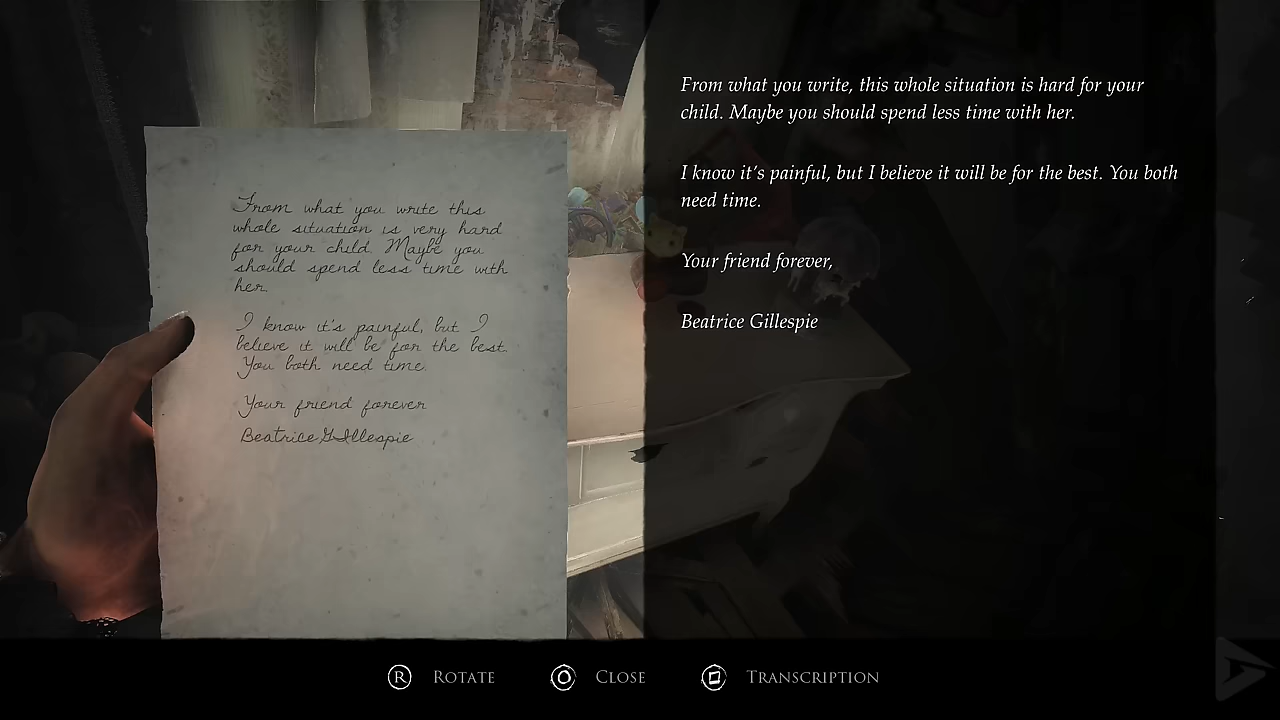 From what you write this
whole situation is very hard
for your child. Maybe you
should spend less time with
her.
I know it's painful, but I
believe it will be for the best.
You both need time.
Your friend forever
Beatrice Gillespie
From what you write, this whole situation is hard for your
child. Maybe you should spend less time with her.
I know it's painful, but I believe it will be for the best. You both
need time.
Your friend forever,
Beatrice Gillespie
R ROTATE CLOSE TRANSCRIPTION